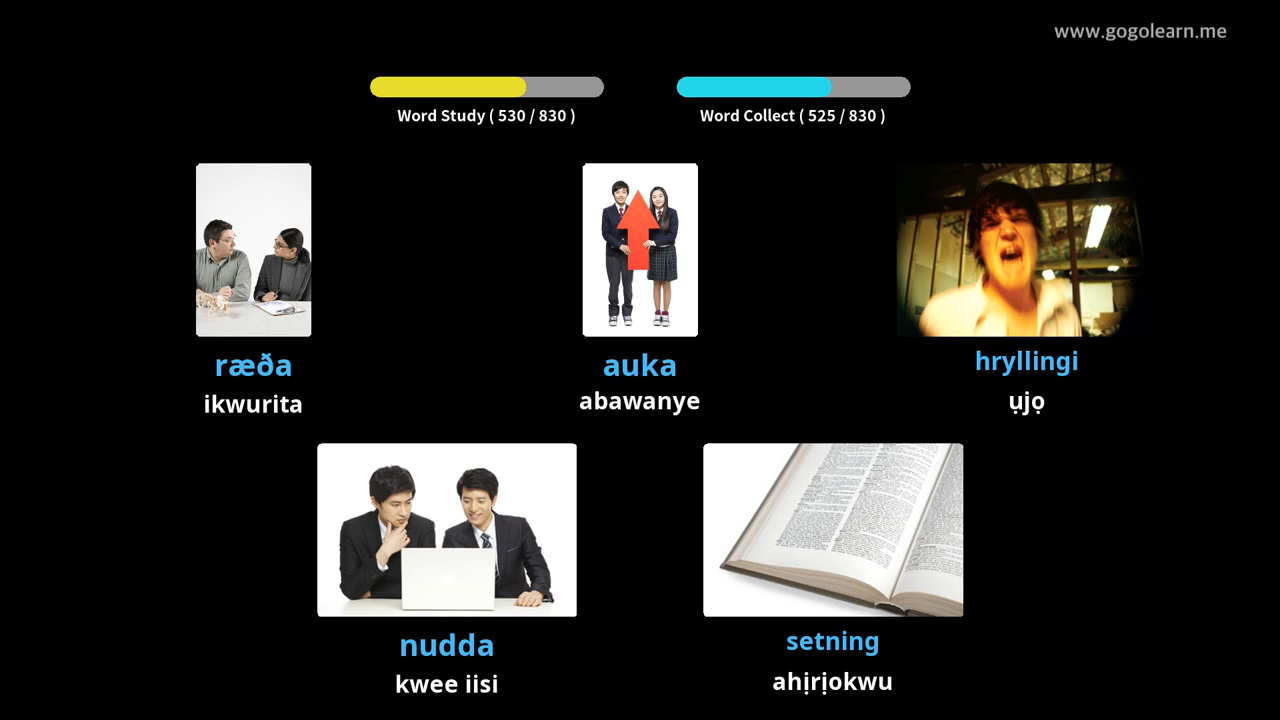 www.gogolearn.me
Word Study ( 530 / 830 )
Word Collect ( 525 / 830 )
ræða
ikwurita
auka
abawanye
hryllingi
ụjọ
nudda
kwee iisi
setning
ahịrịokwu